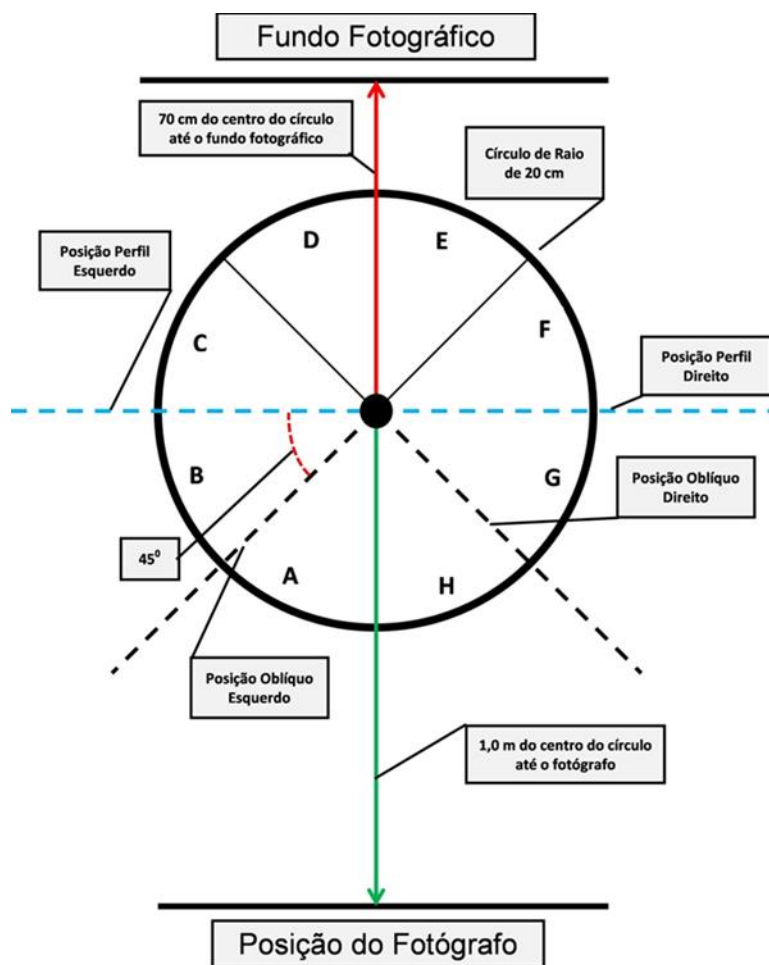 Fundo Fotográfico
70 cm do centro do círculo
até o fundo fotográfico
Círculo de Raio
de 20 cm
D
E
Posição Perfil
Esquerdo
C
F
Posição Perfil
Direito
B
G
Posição Oblíquo
Direito
45⁰
A
H
Posição Oblíquo
Esquerdo
1,0 m do centro do círculo
até o fotógrafo
Posição do Fotógrafo